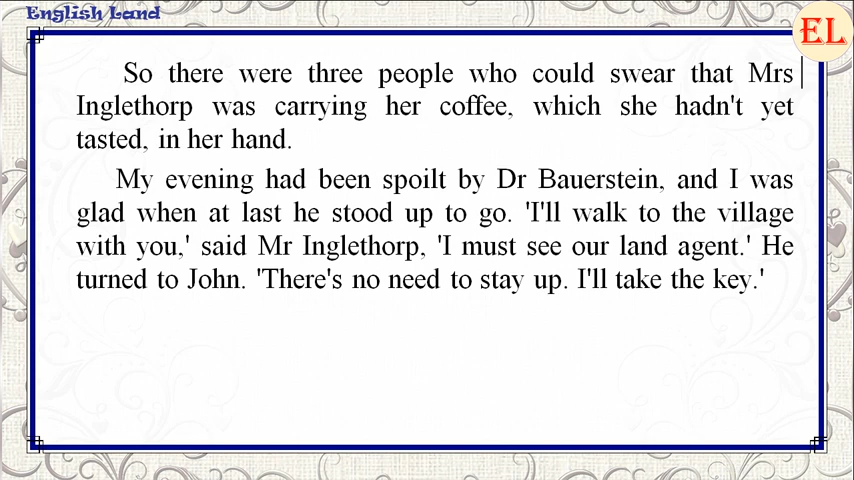 English Land
EL
So there were three people who could swear that Mrs
Inglethorp was carrying her coffee, which she hadn't yet
tasted, in her hand.
My evening had been spoilt by Dr Bauerstein, and I was
glad when at last he stood up to go. 'I'll walk to the village
with you,' said Mr Inglethorp, 'I must see our land agent.' He
turned to John. 'There's no need to stay up. I'll take the key.'